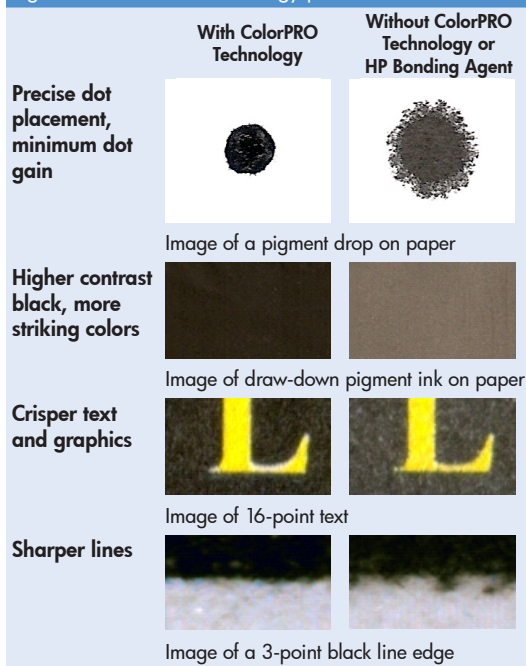 With ColorPRO
Technology
Without ColorPRO
Technology or
HP Bonding Agent
Precise dot
placement,
minimum dot
gain
Image of a pigment drop on paper
Higher contrast
black, more
striking colors
Image of draw-down pigment ink on paper
Crisper text
and graphics
L
L
Image of 16-point text
Sharper lines
Image of a 3-point black line edge